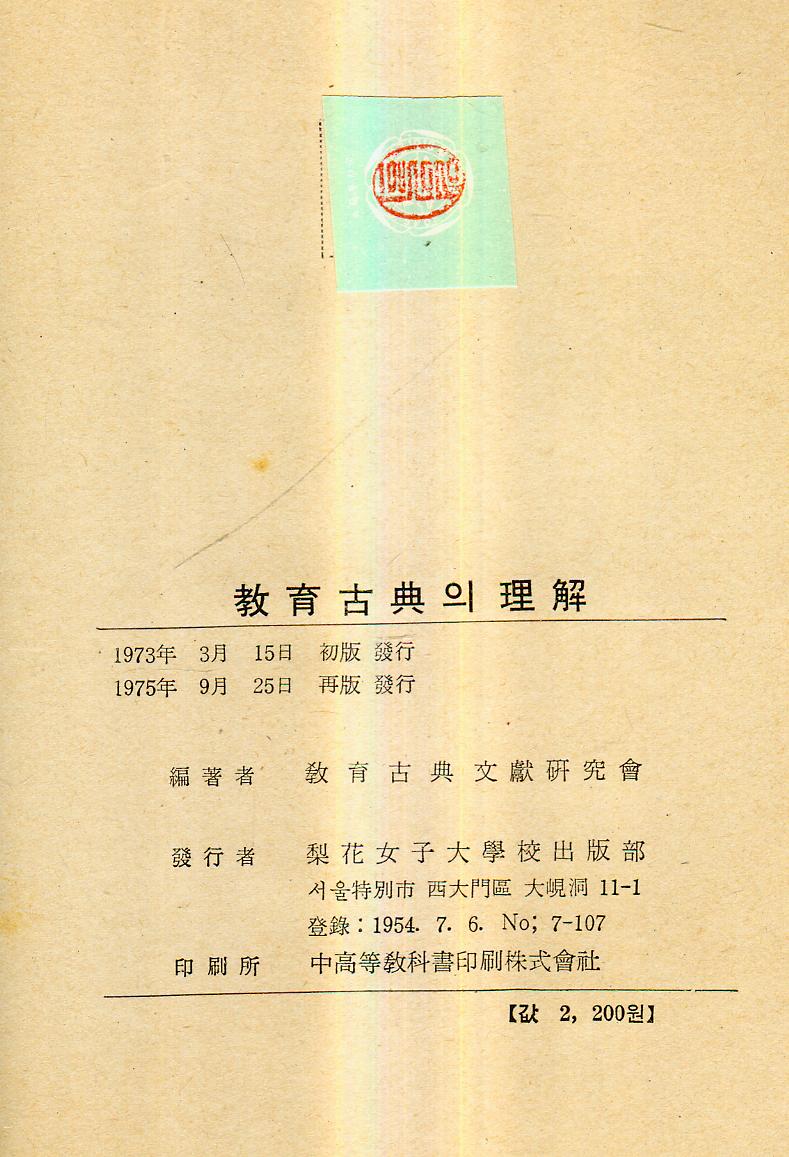 教育古典의 理解
1973年 3月 15日 初版 發行
1975年 9月 25日 再版 發行
編著者 敎育古典文獻硏究會
發行者 梨花女子大學校出版部
서울特別市 西大門區 大峴洞 11-1
登錄: 1954. 7. 6. No; 7-107
印刷所 中高等敎科書印刷株式會社
【값 2, 200원】